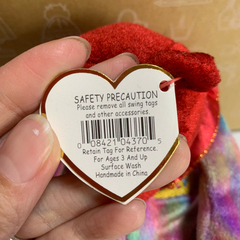 SAFETY PRECAUTION
Please remove all swing tags
and other accessories.
0 08421 04370 5
Retain Tag For Reference.
For Ages 3 And Up
Surface Wash
Handmade in China